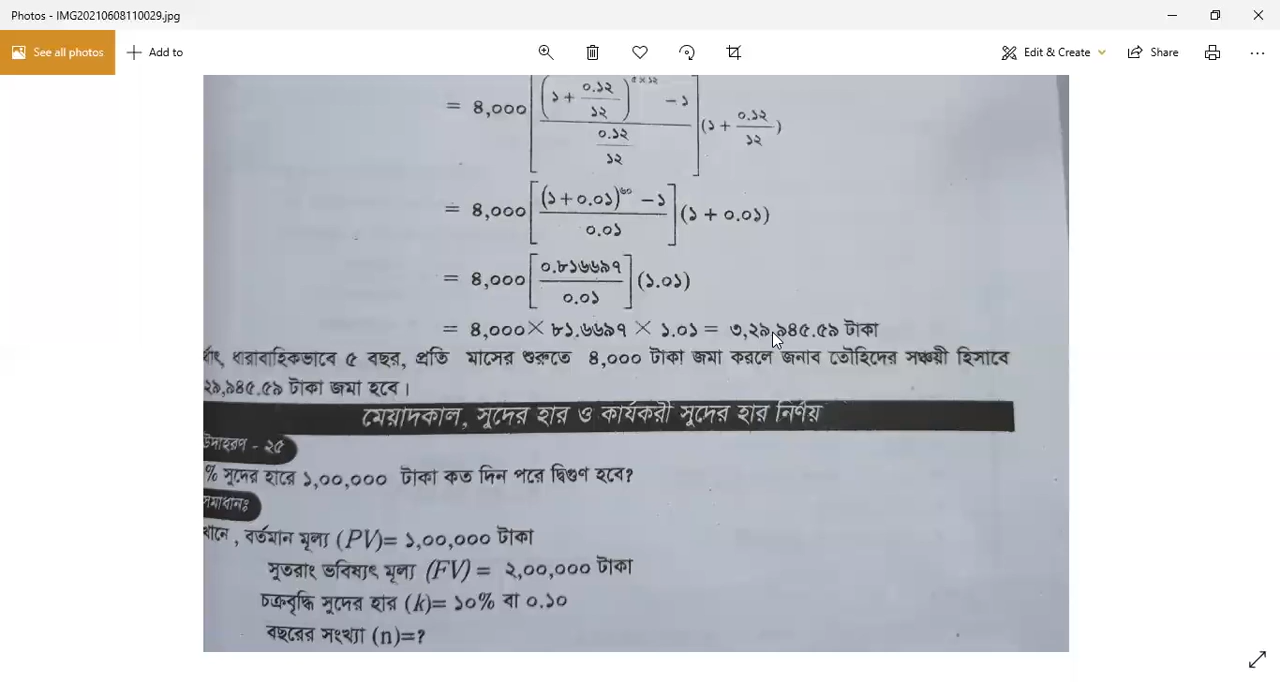 Photos - IMG20210608110029.jpg
See all photos
Add to
Edit & Create
Share
= ৪,০০০ [ ((১ + ০.১২/১২)^৫×১২ - ১) / (০.১২/১২) ] (১ + ০.১২/১২)
= ৪,০০০ [ ((১+০.০১)^৬০ - ১) / ০.০১ ] (১ + ০.০১)
= ৪,০০০ [ ০.৮১৬৬৯৭ / ০.০১ ] (১.০১)
= ৪,০০০× ৮১.৬৬৯৭ × ১.০১ = ৩,২৯,৯৪৫.৫৯ টাকা
র্থাৎ, ধারাবাহিকভাবে ৫ বছর, প্রতি মাসের শুরুতে ৪,০০০ টাকা জমা করলে জনাব তৌহিদের সঞ্চয়ী হিসাবে
২৯,৯৪৫.৫৯ টাকা জমা হবে।
মেয়াদকাল, সুদের হার ও কার্যকরী সুদের হার নির্ণয়
উদাহরণ - ২৫
% সুদের হারে ১,০০,০০০ টাকা কত দিন পরে দ্বিগুণ হবে?
সমাধানঃ
খানে, বর্তমান মূল্য (PV)= ১,০০,০০০ টাকা
সুতরাং ভবিষ্যৎ মূল্য (FV) = ২,০০,০০০ টাকা
চক্রবৃদ্ধি সুদের হার (k)= ১০% বা ০.১০
বছরের সংখ্যা (n)=?